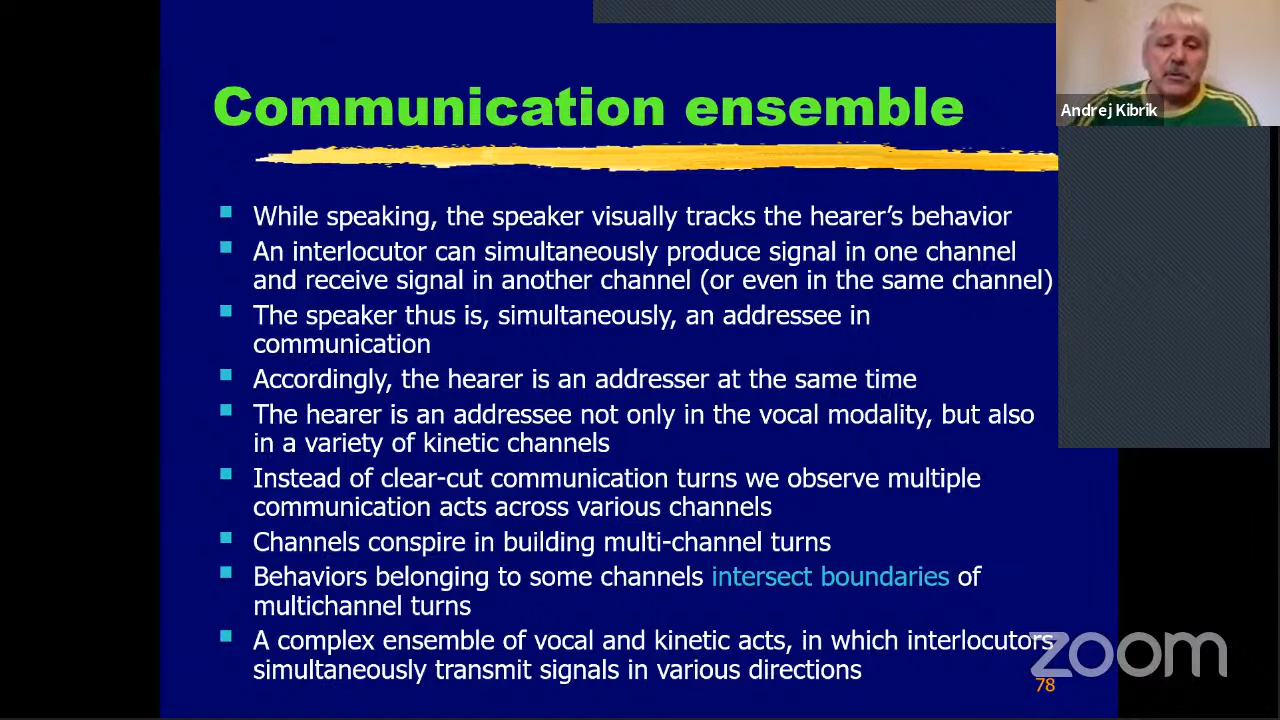 Communication ensemble
Andrej Kibrik
While speaking, the speaker visually tracks the hearer’s behavior
An interlocutor can simultaneously produce signal in one channel
and receive signal in another channel (or even in the same channel)
The speaker thus is, simultaneously, an addressee in
communication
Accordingly, the hearer is an addresser at the same time
The hearer is an addressee not only in the vocal modality, but also
in a variety of kinetic channels
Instead of clear-cut communication turns we observe multiple
communication acts across various channels
Channels conspire in building multi-channel turns
Behaviors belonging to some channels intersect boundaries of
multichannel turns
A complex ensemble of vocal and kinetic acts, in which interlocutors
simultaneously transmit signals in various directions
zoom
78